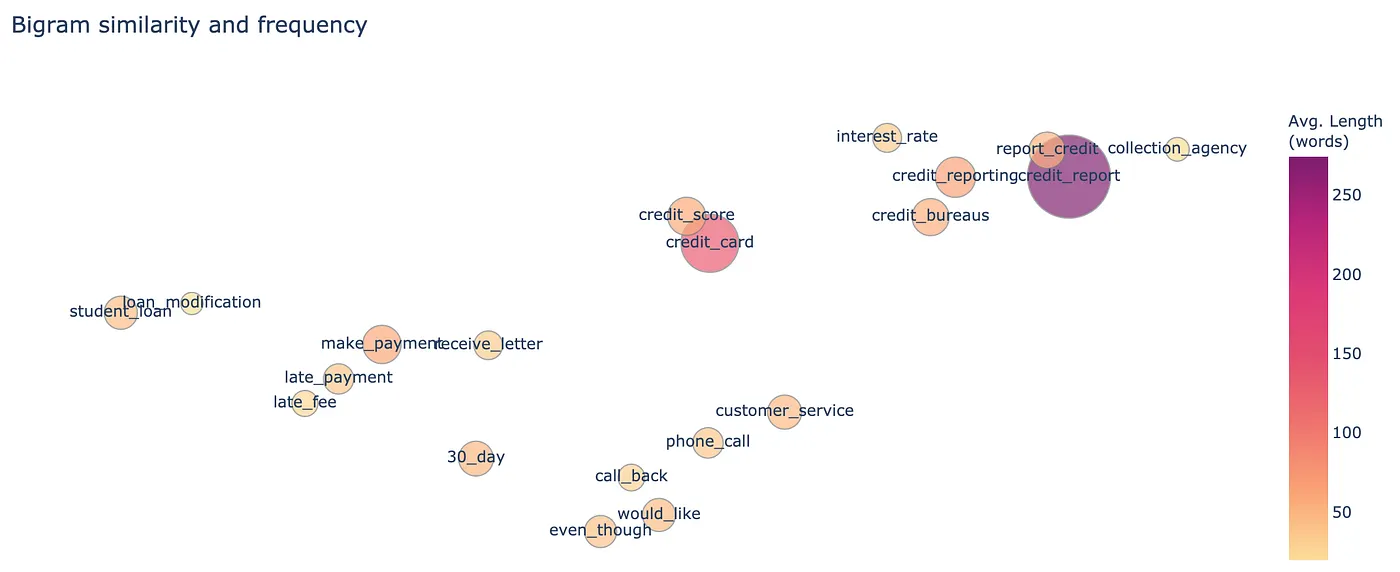 Bigram similarity and frequency
Avg. Length
(words)
interest_rate
report_credit
collection_agency
credit_reporting
credit_report
250
credit_score
credit_bureaus
credit_card
200
loan_modification
student_loan
make_payment
receive_letter
150
late_payment
late_fee
customer_service
100
phone_call
30_day
call_back
would_like
50
even_though